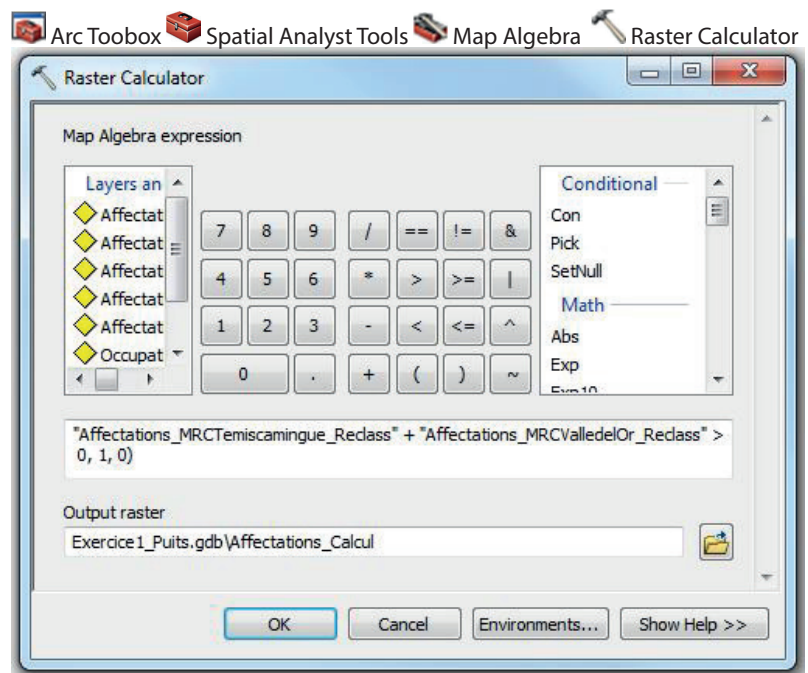 Arc Toobox Spatial Analyst Tools Map Algebra Raster Calculator
Raster Calculator
Map Algebra expression
Layers an
Affectat
Affectat
Affectat
Affectat
Affectat
Occupat
7 8 9 / == != &
4 5 6 * > >= |
1 2 3 - < <= ^
0 . + ( ) ~
Conditional
Con
Pick
SetNull
Math
Abs
Exp
Exp10
"Affectations_MRCTemiscamingue_Reclass" + "Affectations_MRCValledelOr_Reclass" >
0, 1, 0)
Output raster
Exercice1_Puits.gdb\Affectations_Calcul
OK Cancel Environments... Show Help >>